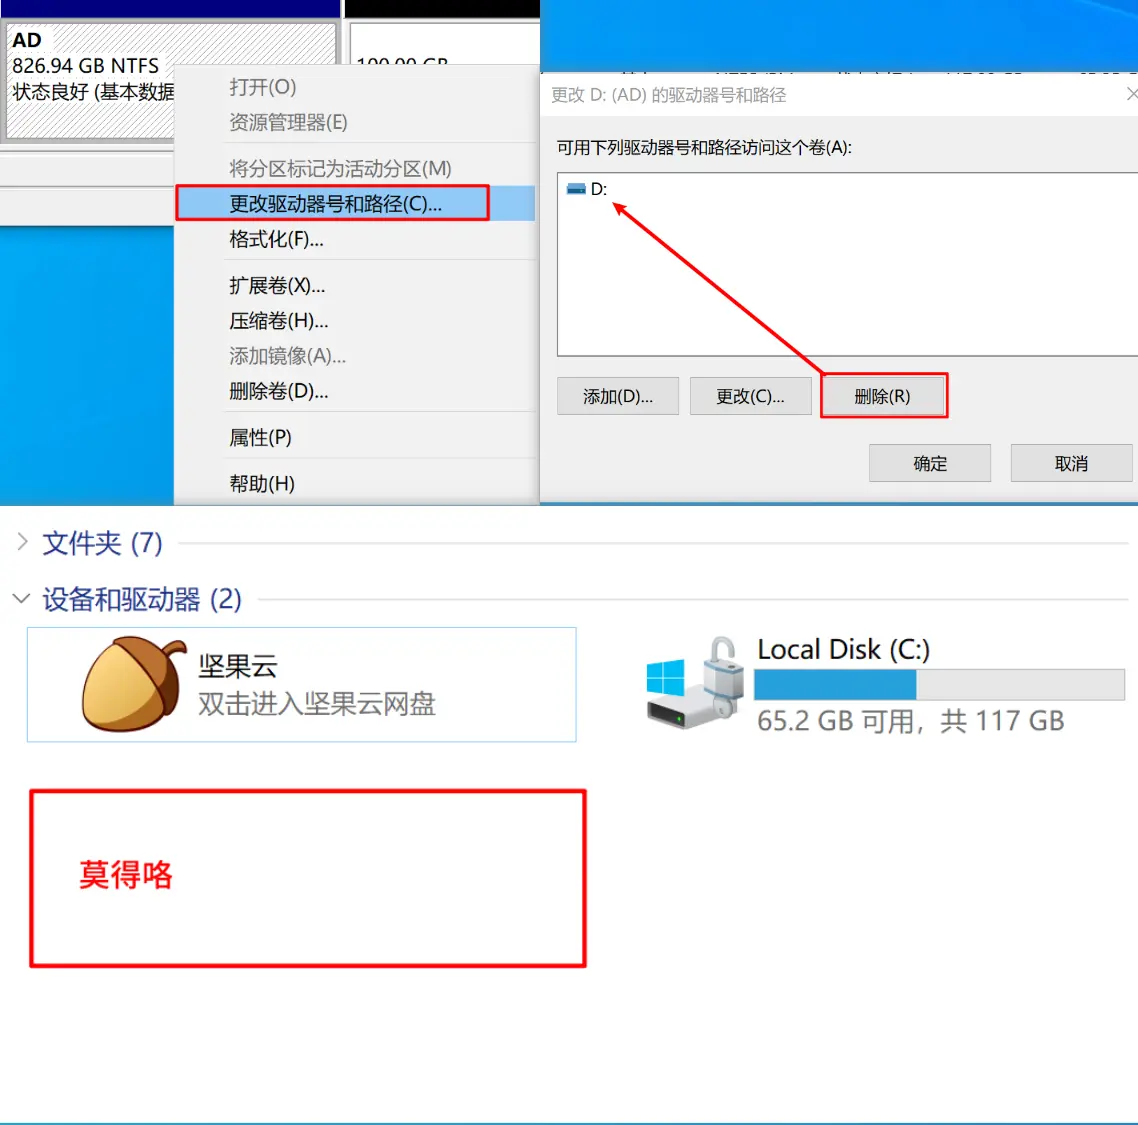 AD
826.94 GB NTFS
状态良好 (基本数据
打开(O)
资源管理器(E)
将分区标记为活动分区(M)
更改驱动器号和路径(C)...
格式化(F)...
扩展卷(X)...
压缩卷(H)...
添加镜像(A)...
删除卷(D)...
属性(P)
帮助(H)
更改 D: (AD) 的驱动器号和路径
可用下列驱动器号和路径访问这个卷(A):
D:
添加(D)...
更改(C)...
删除(R)
确定
取消
文件夹 (7)
设备和驱动器 (2)
坚果云
双击进入坚果云网盘
Local Disk (C:)
65.2 GB 可用，共 117 GB
莫得咯